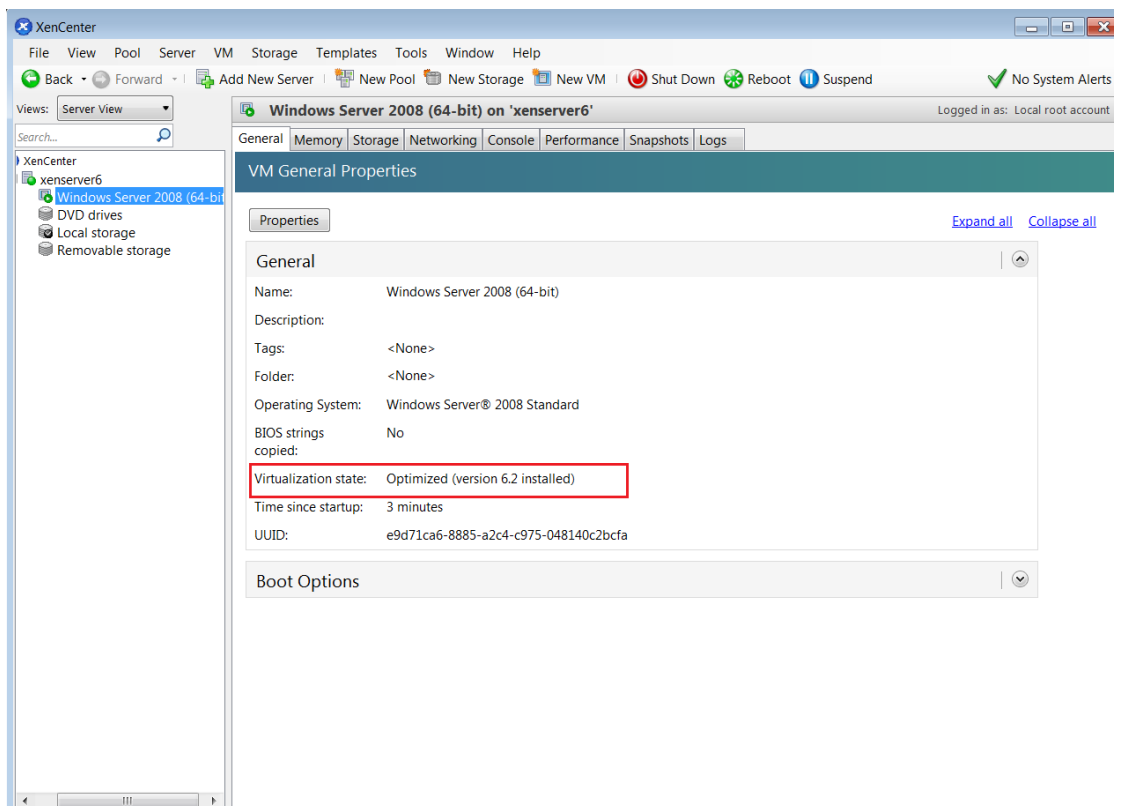 XenCenter
File View Pool Server VM Storage Templates Tools Window Help
Back Forward Add New Server New Pool New Storage New VM Shut Down Reboot Suspend No System Alerts
Views: Server View
Windows Server 2008 (64-bit) on 'xenserver6' Logged in as: Local root account
Search...
General Memory Storage Networking Console Performance Snapshots Logs
XenCenter
xenserver6
Windows Server 2008 (64-bit
DVD drives
Local storage
Removable storage
VM General Properties
Properties Expand all Collapse all
General
Name: Windows Server 2008 (64-bit)
Description:
Tags: <None>
Folder: <None>
Operating System: Windows Server® 2008 Standard
BIOS strings No
copied:
Virtualization state: Optimized (version 6.2 installed)
Time since startup: 3 minutes
UUID: e9d71ca6-8885-a2c4-c975-048140c2bcfa
Boot Options